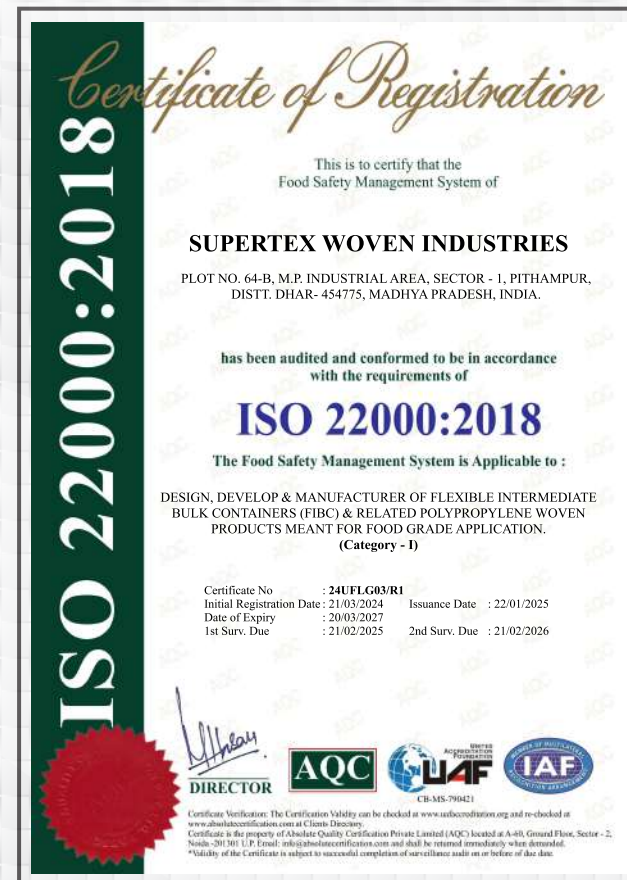 Certificate of Registration
ISO 22000:2018
This is to certify that the
Food Safety Management System of
SUPERTEX WOVEN INDUSTRIES
PLOT NO. 64-B, M.P. INDUSTRIAL AREA, SECTOR - 1, PITHAMPUR,
DISTT. DHAR- 454775, MADHYA PRADESH, INDIA.
has been audited and conformed to be in accordance
with the requirements of
ISO 22000:2018
The Food Safety Management System is Applicable to :
DESIGN, DEVELOP & MANUFACTURER OF FLEXIBLE INTERMEDIATE
BULK CONTAINERS (FIBC) & RELATED POLYPROPYLENE WOVEN
PRODUCTS MEANT FOR FOOD GRADE APPLICATION.
(Category - I)
Certificate No : 24UFLG03/R1
Initial Registration Date : 21/03/2024 Issuance Date : 22/01/2025
Date of Expiry : 20/03/2027
1st Surv. Due : 21/02/2025 2nd Surv. Due : 21/02/2026
DIRECTOR
AQC
UNITED
ACCREDITATION
FOUNDATION
UAF
CB-MS-790421
MEMBER OF MULTILATERAL
IAF
RECOGNITION ARRANGEMENT
Certificate Verification: The Certification Validity can be checked at www.uafaccreditation.org and re-checked at
www.absolutecertification.com at Clients Directory.
Certificate is the property of Absolute Quality Certification Private Limited (AQC) located at A-60, Ground Floor, Sector - 2,
Noida -201301 U.P. Email: info@absolutecertification.com and shall be returned immediately when demanded.
*Validity of the Certificate is subject to successful completion of surveillance audit on or before of due date.